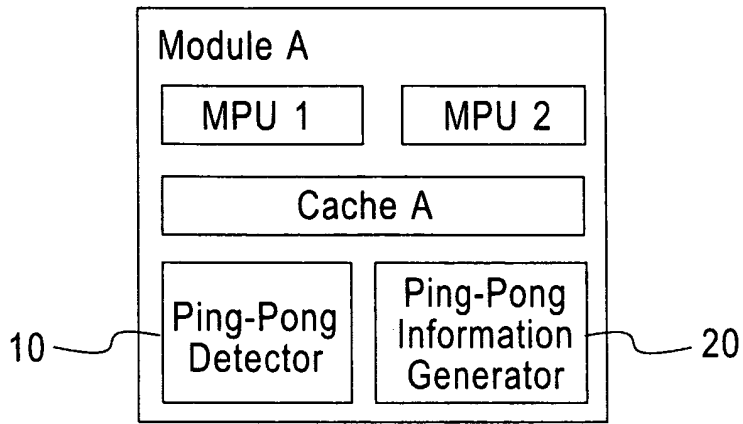 Module A
MPU 1
MPU 2
Cache A
Ping-Pong
Detector
Ping-Pong
Information
Generator
10
20